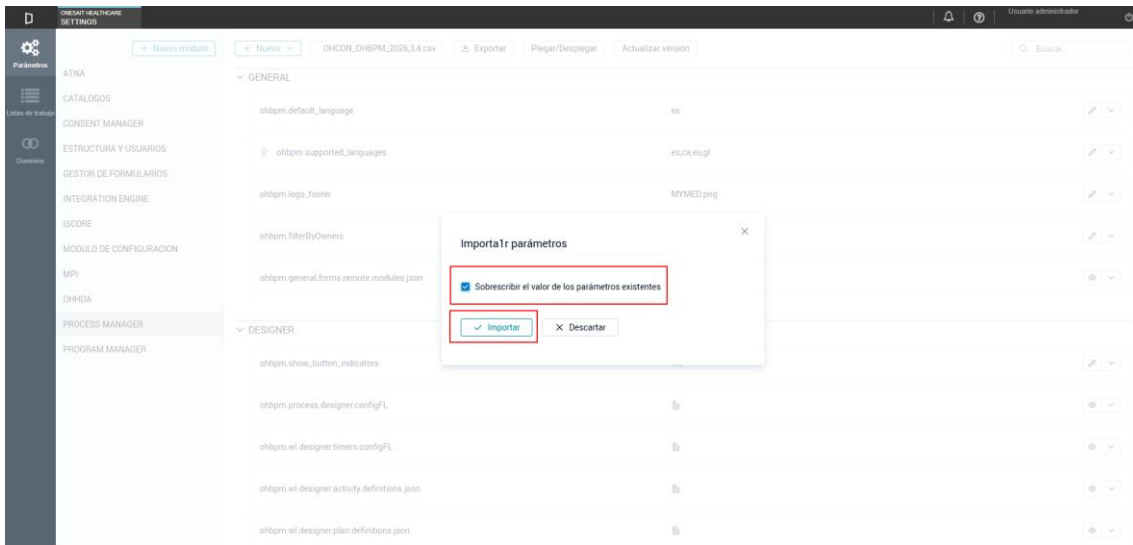 ONESAIT HEALTHCARE
SETTINGS
Usuario administrador
Parámetros
Listas de trabajo
Dominios
+ Nuevo módulo
ATNA
CATALOGOS
CONSENT MANAGER
ESTRUCTURA Y USUARIOS
GESTOR DE FORMULARIOS
INTEGRATION ENGINE
ISCORE
MODULO DE CONFIGURACION
MPI
OHHDA
PROCESS MANAGER
PROGRAM MANAGER
+ Nuevo OHCON_OHBPM_2026.3.4.csv Exportar Plegar/Desplegar Actualizar versión Buscar...
GENERAL
ohbpm.default_language es
ohbpm.supported_languages es,ca,eu,gl
ohbpm.logo_footer MYMED.png
ohbpm.filterByOwners
ohbpm.general.forms.remote.modules.json
Importa1r parámetros
Sobrescribir el valor de los parámetros existentes
Importar Descartar
DESIGNER
ohbpm.show_button_indicators
ohbpm.process.designer.configFL
ohbpm.wl.designer.timers.configFL
ohbpm.wl.designer.activity.definitions.json
ohbpm.wl.designer.plan.definitions.json